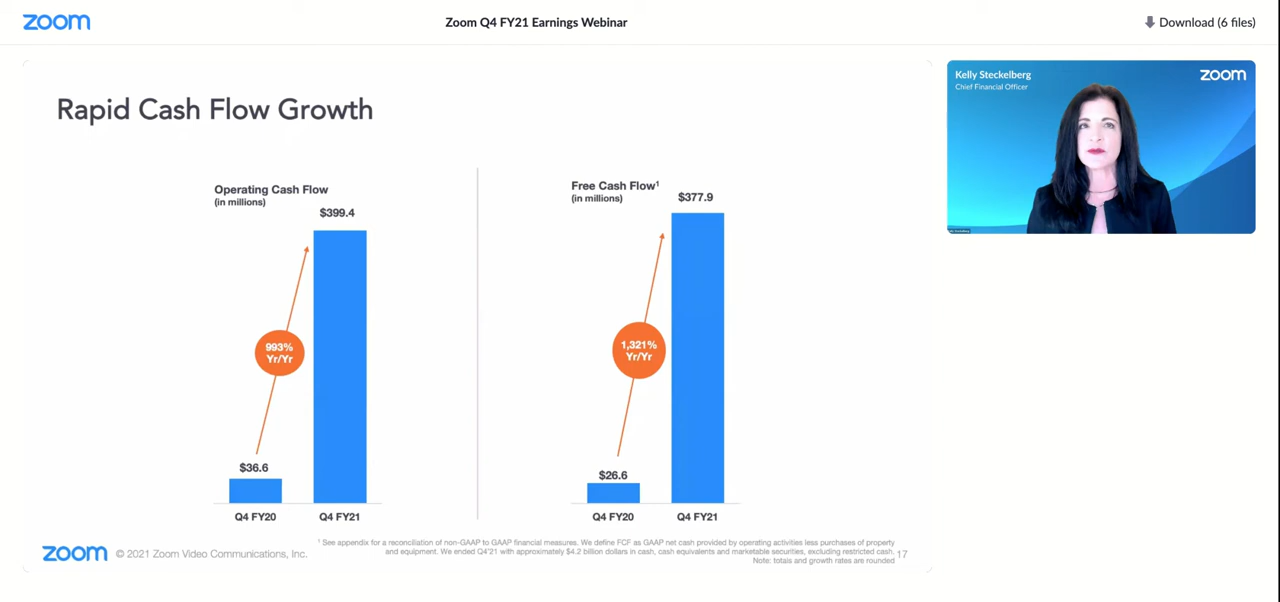 zoom
Zoom Q4 FY21 Earnings Webinar
Download (6 files)
Rapid Cash Flow Growth
Operating Cash Flow
(in millions)
$399.4
993%
Yr/Yr
$36.6
Q4 FY20
Q4 FY21
Free Cash Flow¹
(in millions)
$377.9
1,321%
Yr/Yr
$26.6
Q4 FY20
Q4 FY21
zoom
© 2021 Zoom Video Communications, Inc.
¹ See appendix for a reconciliation of non-GAAP to GAAP financial measures. We define FCF as GAAP net cash provided by operating activities less purchases of property
and equipment. We ended Q4'21 with approximately $4.2 billion dollars in cash, cash equivalents and marketable securities, excluding restricted cash.
Note: totals and growth rates are rounded
17
Kelly Steckelberg
Chief Financial Officer
zoom